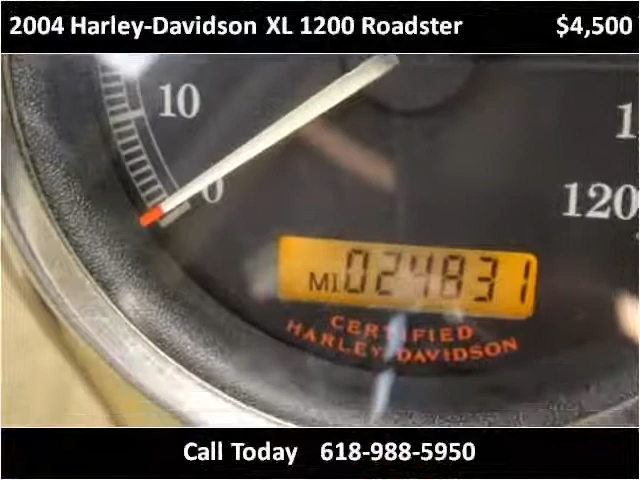 2004 Harley-Davidson XL 1200 Roadster $4,500
10
1
0
120
MI 024831
CERTIFIED
HARLEY DAVIDSON
Call Today 618-988-5950